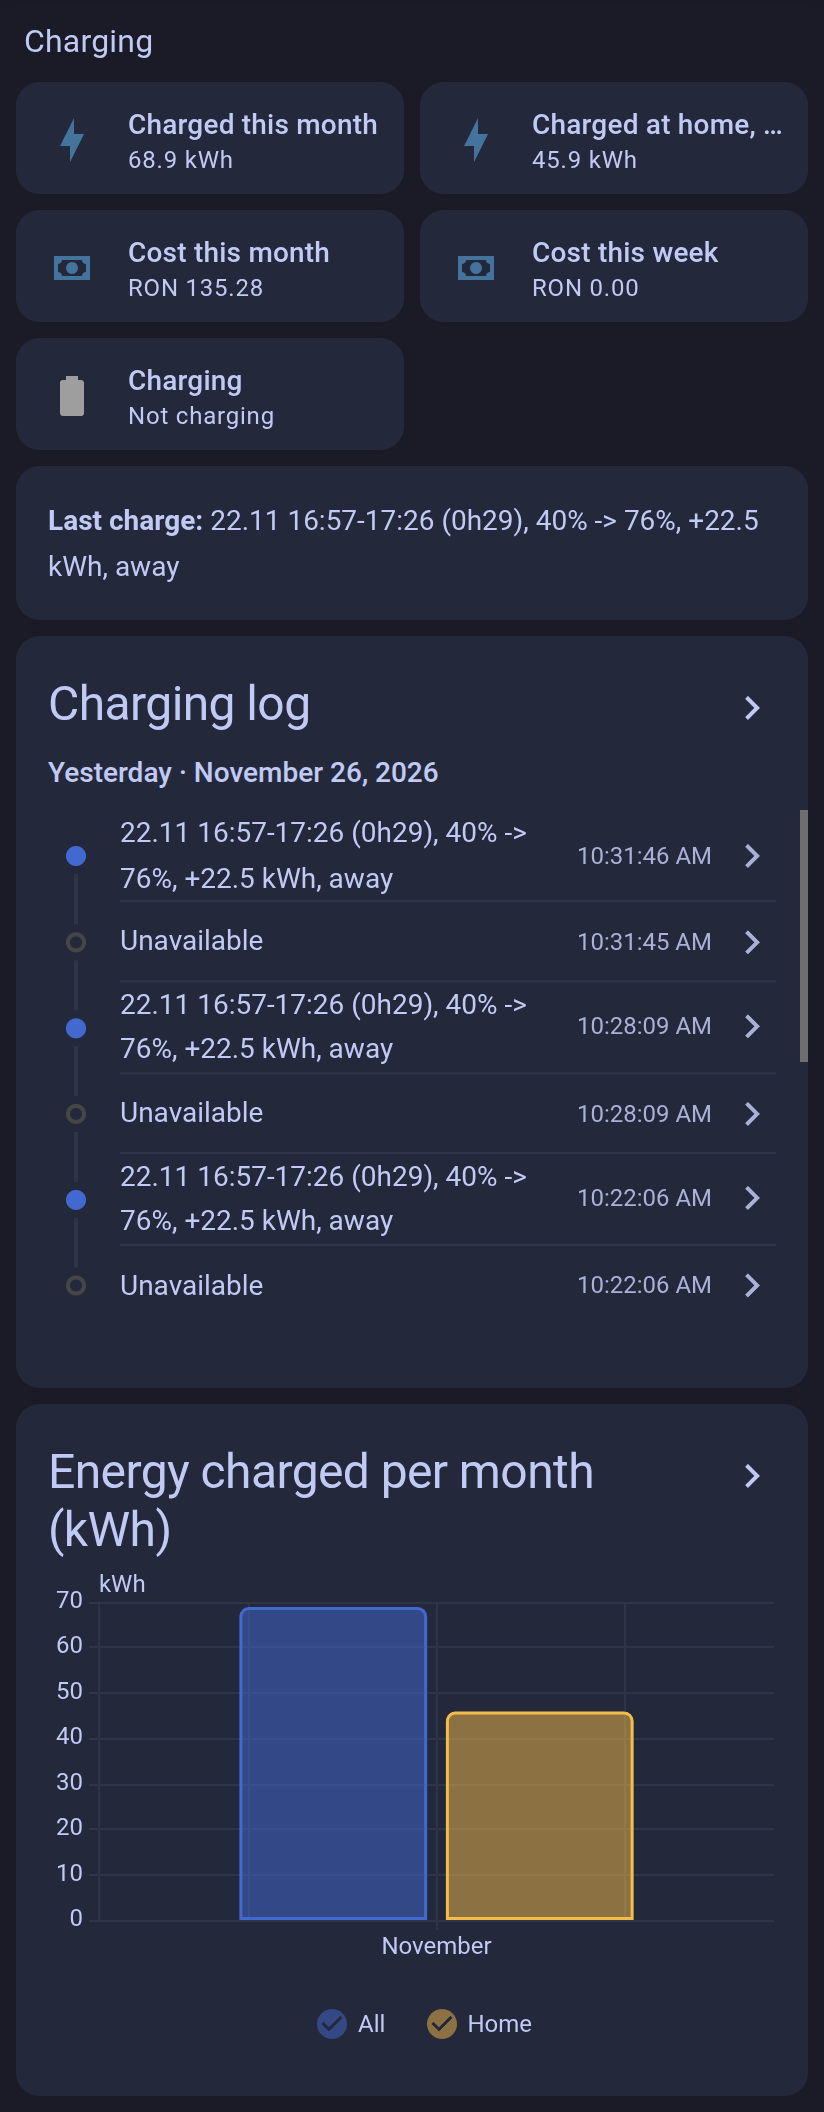 Charging
Charged this month
68.9 kWh
Charged at home, ...
45.9 kWh
Cost this month
RON 135.28
Cost this week
RON 0.00
Charging
Not charging
Last charge: 22.11 16:57-17:26 (0h29), 40% -> 76%, +22.5
kWh, away
Charging log
Yesterday · November 26, 2026
22.11 16:57-17:26 (0h29), 40% ->
76%, +22.5 kWh, away
10:31:46 AM
Unavailable
10:31:45 AM
22.11 16:57-17:26 (0h29), 40% ->
76%, +22.5 kWh, away
10:28:09 AM
Unavailable
10:28:09 AM
22.11 16:57-17:26 (0h29), 40% ->
76%, +22.5 kWh, away
10:22:06 AM
Unavailable
10:22:06 AM
Energy charged per month
(kWh)
kWh
70
60
50
40
30
20
10
0
November
All
Home